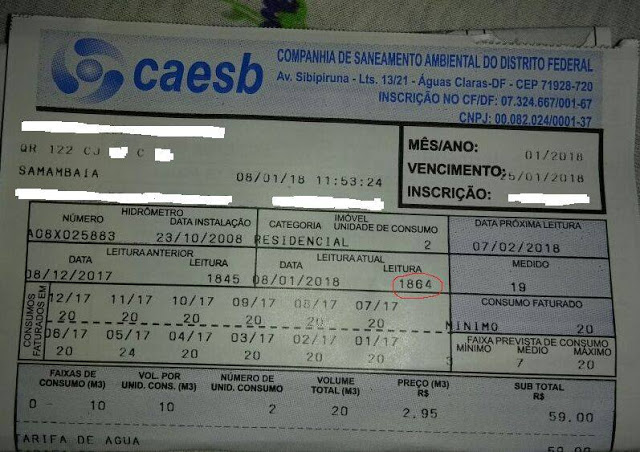 caesb
COMPANHIA DE SANEAMENTO AMBIENTAL DO DISTRITO FEDERAL
Av. Sibipiruna - Lts. 13/21 - Águas Claras-DF - CEP 71928-720
INSCRIÇÃO NO CF/DF: 07.324.667/0001-67
CNPJ: 00.082.024/0001-37
QR 122 CJ C
SAMAMBAIA
08/01/18 11:53:24
MÊS/ANO: 01/2018
VENCIMENTO: 25/01/2018
INSCRIÇÃO:
HIDRÔMETRO
NÚMERO DATA INSTALAÇÃO
A08X025883 23/10/2008
IMÓVEL
CATEGORIA UNIDADE DE CONSUMO
RESIDENCIAL 2
DATA PRÓXIMA LEITURA
07/02/2018
LEITURA ANTERIOR
DATA LEITURA
08/12/2017 1845
LEITURA ATUAL
DATA LEITURA
08/01/2018 1864
MEDIDO
19
CONSUMOS FATURADOS EM
12/17 11/17 10/17 09/17 08/17 07/17
20 20 20 20 20 20
06/17 05/17 04/17 03/17 02/17 01/17
20 24 20 20 20 20
CONSUMO FATURADO
MINIMO 20
FAIXA PREVISTA DE CONSUMO
MÍNIMO MÉDIO MÁXIMO
3 7 20
FAIXAS DE CONSUMO (M3) VOL. POR UNID. CONS. (M3) NÚMERO DE UNID. CONSUMO VOLUME TOTAL (M3) PREÇO (M3) R$ SUB TOTAL R$
0 - 10 10 2 20 2,95 59,00
TARIFA DE AGUA 59,00